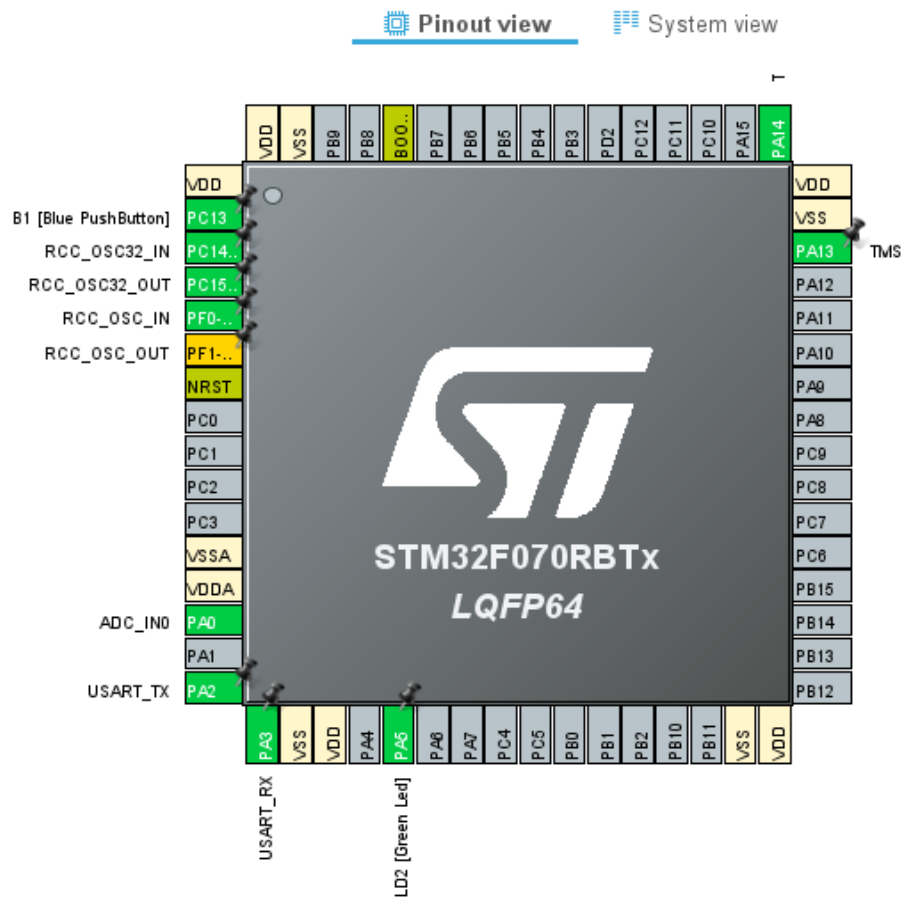 Pinout view
System view
T
VDD
VSS
PB9
PB8
BOO..
PB7
PB6
PB5
PB4
PB3
PD2
PC12
PC11
PC10
PA15
PA14
VDD
B1 [Blue PushButton] PC13
RCC_OSC32_IN PC14..
RCC_OSC32_OUT PC15..
RCC_OSC_IN PF0-..
RCC_OSC_OUT PF1-..
NRST
PC0
PC1
PC2
PC3
VSSA
VDDA
ADC_IN0 PA0
PA1
USART_TX PA2
ST
STM32F070RBTx
LQFP64
VDD
VSS
PA13 TMS
PA12
PA11
PA10
PA9
PA8
PC9
PC8
PC7
PC6
PB15
PB14
PB13
PB12
PA3
VSS
VDD
PA4
PA5
PA6
PA7
PC4
PC5
PB0
PB1
PB2
PB10
PB11
VSS
VDD
USART_RX
LD2 [Green Led]